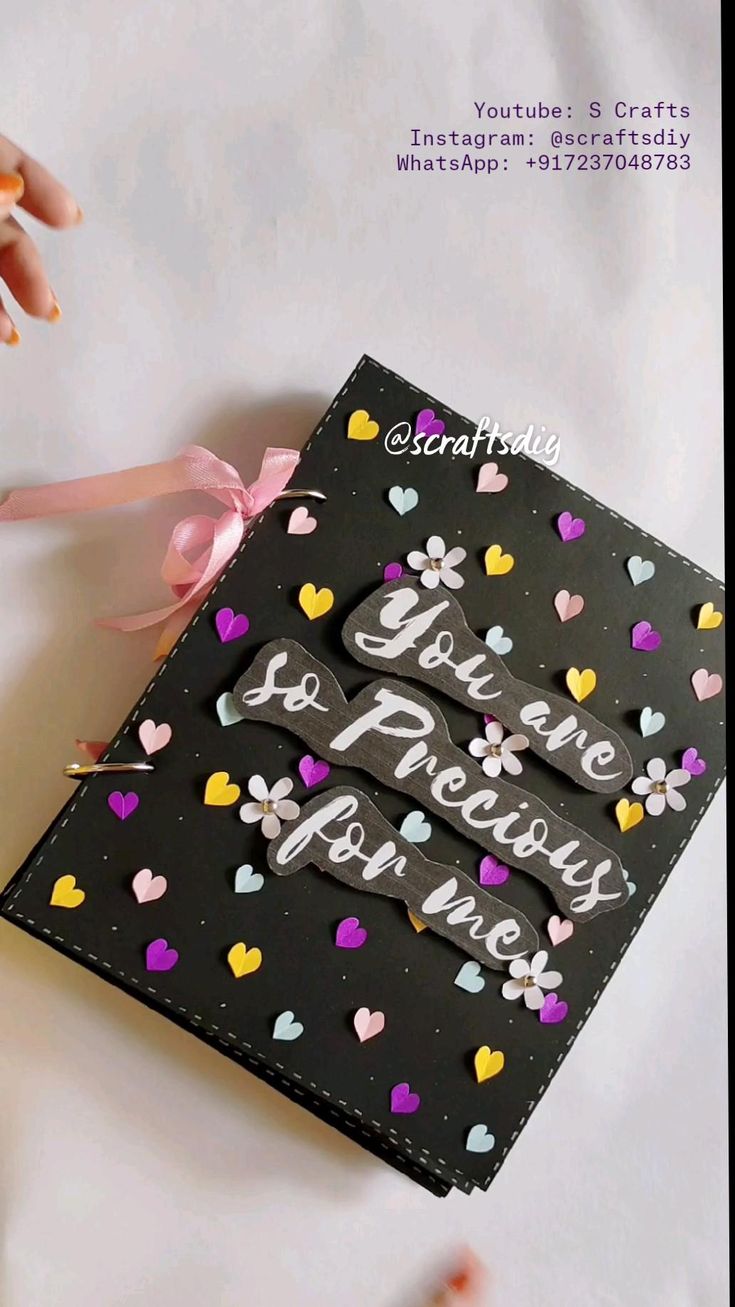 Youtube: S Crafts
Instagram: @scraftsdiy
WhatsApp: +917237048783
@scraftsdiy
You are
so Precious
for me